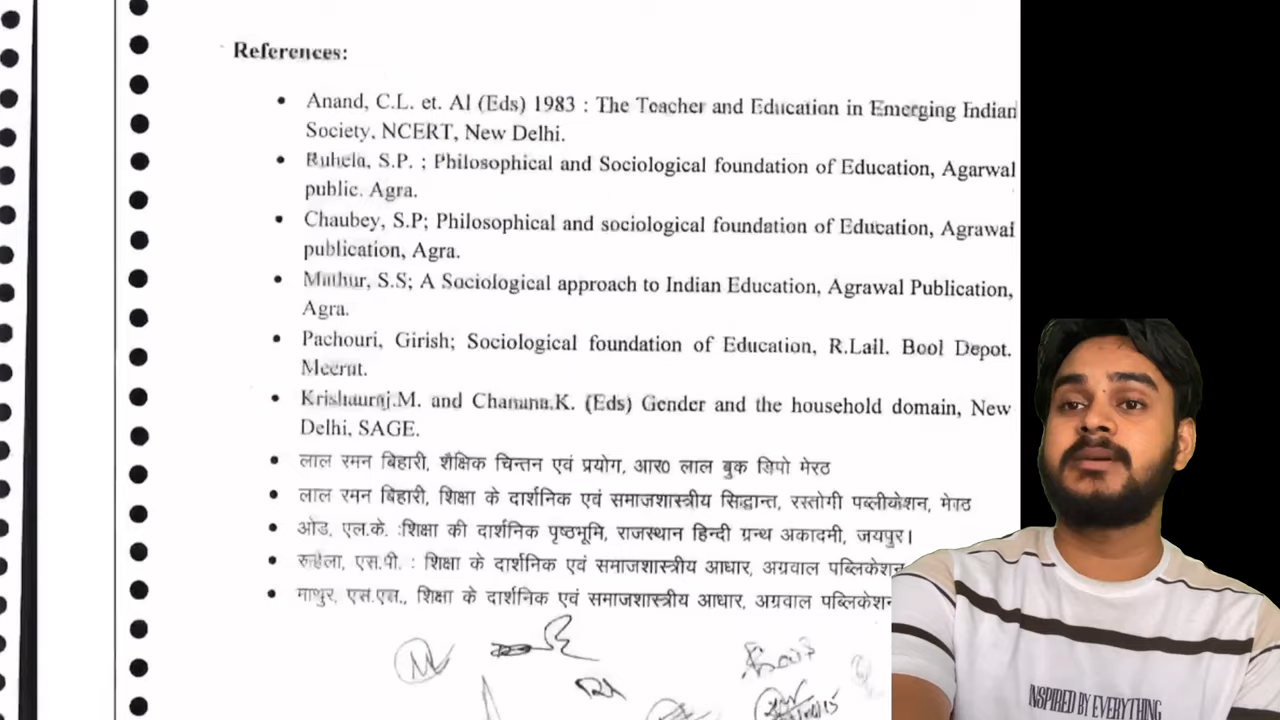 References:
Anand, C.L. et. Al (Eds) 1983 : The Teacher and Education in Emerging Indian
Society, NCERT, New Delhi.
Ruhela, S.P. ; Philosophical and Sociological foundation of Education, Agarwal
public. Agra.
Chaubey, S.P; Philosophical and sociological foundation of Education, Agrawal
publication, Agra.
Mathur, S.S; A Sociological approach to Indian Education, Agrawal Publication,
Agra.
Pachouri, Girish; Sociological foundation of Education, R.Lail. Bool Depot.
Meerut.
Krishauraj.M. and Chanana.K. (Eds) Gender and the household domain, New
Delhi, SAGE.
लाल रमन बिहारी, शैक्षिक चिन्तन एवं प्रयोग, आर0 लाल बुक डिपो मेरठ
लाल रमन बिहारी, शिक्षा के दार्शनिक एवं समाजशास्त्रीय सिद्धान्त, रस्तोगी पब्लीकेशन, मेरठ
ओड, एल.के. :शिक्षा की दार्शनिक पृष्ठभूमि, राजस्थान हिन्दी ग्रन्थ अकादमी, जयपुर।
रूहेला, एस.पी. : शिक्षा के दार्शनिक एवं समाजशास्त्रीय आधार, अग्रवाल पब्लिकेशन
माथुर, एस.एस., शिक्षा के दार्शनिक एवं समाजशास्त्रीय आधार, अग्रवाल पब्लिकेशन
INSPIRED BY EVERYTHING